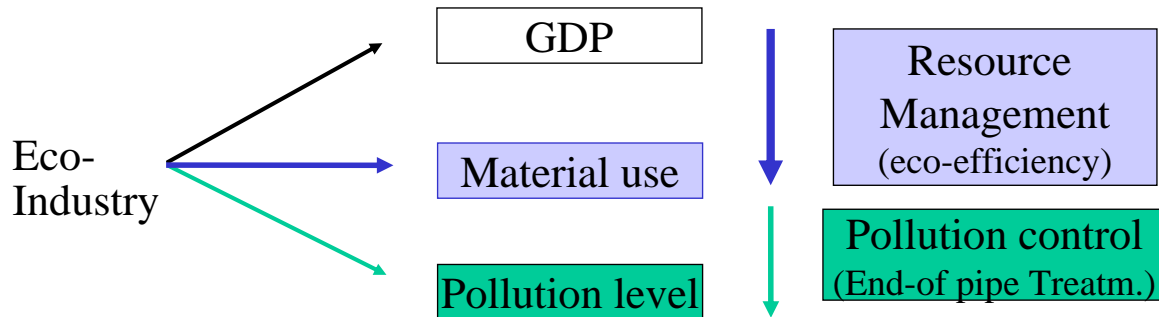 GDP
Resource
Management
(eco-efficiency)
Eco-
Industry
Material use
Pollution level
Pollution control
(End-of pipe Treatm.)